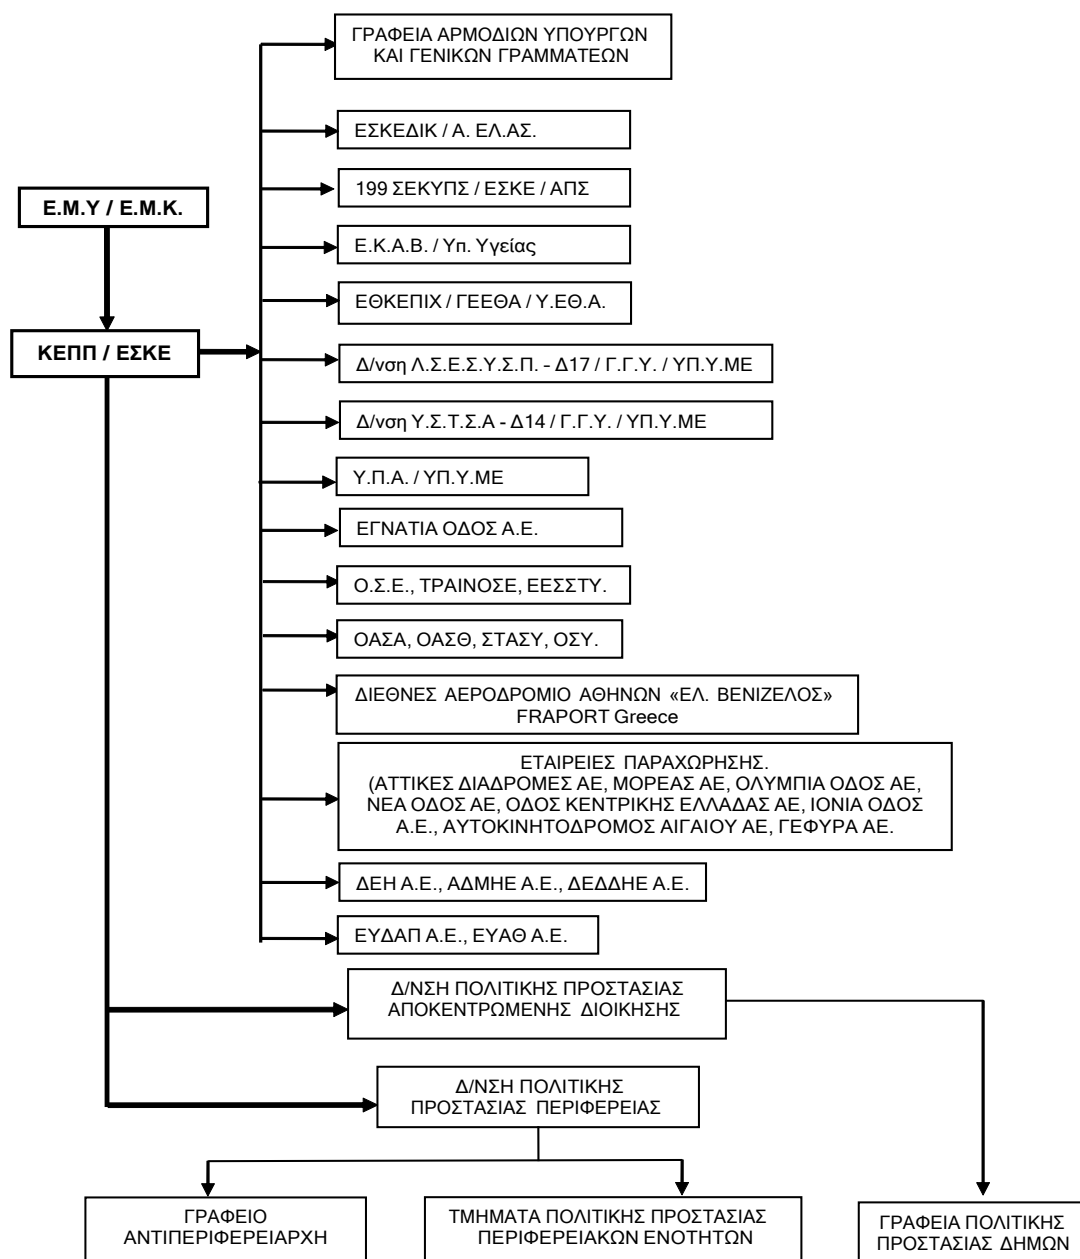 ΓΡΑΦΕΙΑ ΑΡΜΟΔΙΩΝ ΥΠΟΥΡΓΩΝ
ΚΑΙ ΓΕΝΙΚΩΝ ΓΡΑΜΜΑΤΕΩΝ
ΕΣΚΕΔΙΚ / Α. ΕΛ.ΑΣ.
199 ΣΕΚΥΠΣ / ΕΣΚΕ / ΑΠΣ
Ε.Μ.Υ / Ε.Μ.Κ.
Ε.Κ.Α.Β. / Υπ. Υγείας
ΕΘΚΕΠΙΧ / ΓΕΕΘΑ / Υ.ΕΘ.Α.
ΚΕΠΠ / ΕΣΚΕ
Δ/νση Λ.Σ.Ε.Σ.Υ.Σ.Π. - Δ17 / Γ.Γ.Υ. / ΥΠ.Υ.ΜΕ
Δ/νση Υ.Σ.Τ.Σ.Α - Δ14 / Γ.Γ.Υ. / ΥΠ.Υ.ΜΕ
Υ.Π.Α. / ΥΠ.Υ.ΜΕ
ΕΓΝΑΤΙΑ ΟΔΟΣ Α.Ε.
Ο.Σ.Ε., ΤΡΑΙΝΟΣΕ, ΕΕΣΣΤΥ.
ΟΑΣΑ, ΟΑΣΘ, ΣΤΑΣΥ, ΟΣΥ.
ΔΙΕΘΝΕΣ ΑΕΡΟΔΡΟΜΙΟ ΑΘΗΝΩΝ «ΕΛ. ΒΕΝΙΖΕΛΟΣ»
FRAPORT Greece
ΕΤΑΙΡΕΙΕΣ ΠΑΡΑΧΩΡΗΣΗΣ.
(ΑΤΤΙΚΕΣ ΔΙΑΔΡΟΜΕΣ ΑΕ, ΜΟΡΕΑΣ ΑΕ, ΟΛΥΜΠΙΑ ΟΔΟΣ ΑΕ,
ΝΕΑ ΟΔΟΣ ΑΕ, ΟΔΟΣ ΚΕΝΤΡΙΚΗΣ ΕΛΛΑΔΑΣ ΑΕ, ΙΟΝΙΑ ΟΔΟΣ
Α.Ε., ΑΥΤΟΚΙΝΗΤΟΔΡΟΜΟΣ ΑΙΓΑΙΟΥ ΑΕ, ΓΕΦΥΡΑ ΑΕ.
ΔΕΗ Α.Ε., ΑΔΜΗΕ Α.Ε., ΔΕΔΔΗΕ Α.Ε.
ΕΥΔΑΠ Α.Ε., ΕΥΑΘ Α.Ε.
Δ/ΝΣΗ ΠΟΛΙΤΙΚΗΣ ΠΡΟΣΤΑΣΙΑΣ
ΑΠΟΚΕΝΤΡΩΜΕΝΗΣ ΔΙΟΙΚΗΣΗΣ
Δ/ΝΣΗ ΠΟΛΙΤΙΚΗΣ
ΠΡΟΣΤΑΣΙΑΣ ΠΕΡΙΦΕΡΕΙΑΣ
ΓΡΑΦΕΙΟ
ΑΝΤΙΠΕΡΙΦΕΡΕΙΑΡΧΗ
ΤΜΗΜΑΤΑ ΠΟΛΙΤΙΚΗΣ ΠΡΟΣΤΑΣΙΑΣ
ΠΕΡΙΦΕΡΕΙΑΚΩΝ ΕΝΟΤΗΤΩΝ
ΓΡΑΦΕΙΑ ΠΟΛΙΤΙΚΗΣ
ΠΡΟΣΤΑΣΙΑΣ ΔΗΜΩΝ